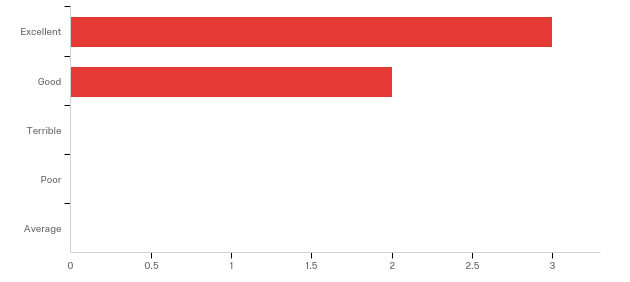 Excellent
Good
Terrible
Poor
Average
0 0.5 1 1.5 2 2.5 3